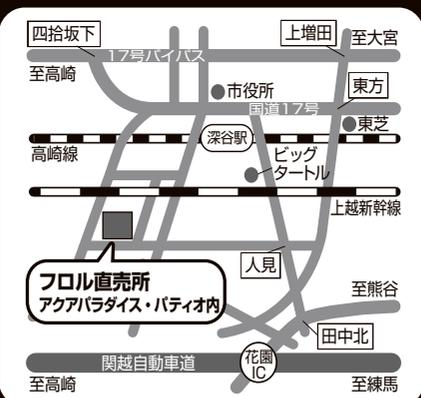 四拾坂下
上増田
至大宮
17号バイパス
至高崎
市役所
東方
国道17号
東芝
深谷駅
高崎線
ビッグ
タートル
上越新幹線
人見
フロル直売所
アクアパラダイス・パティオ内
至熊谷
田中北
関越自動車道
花園
IC
至高崎
至練馬